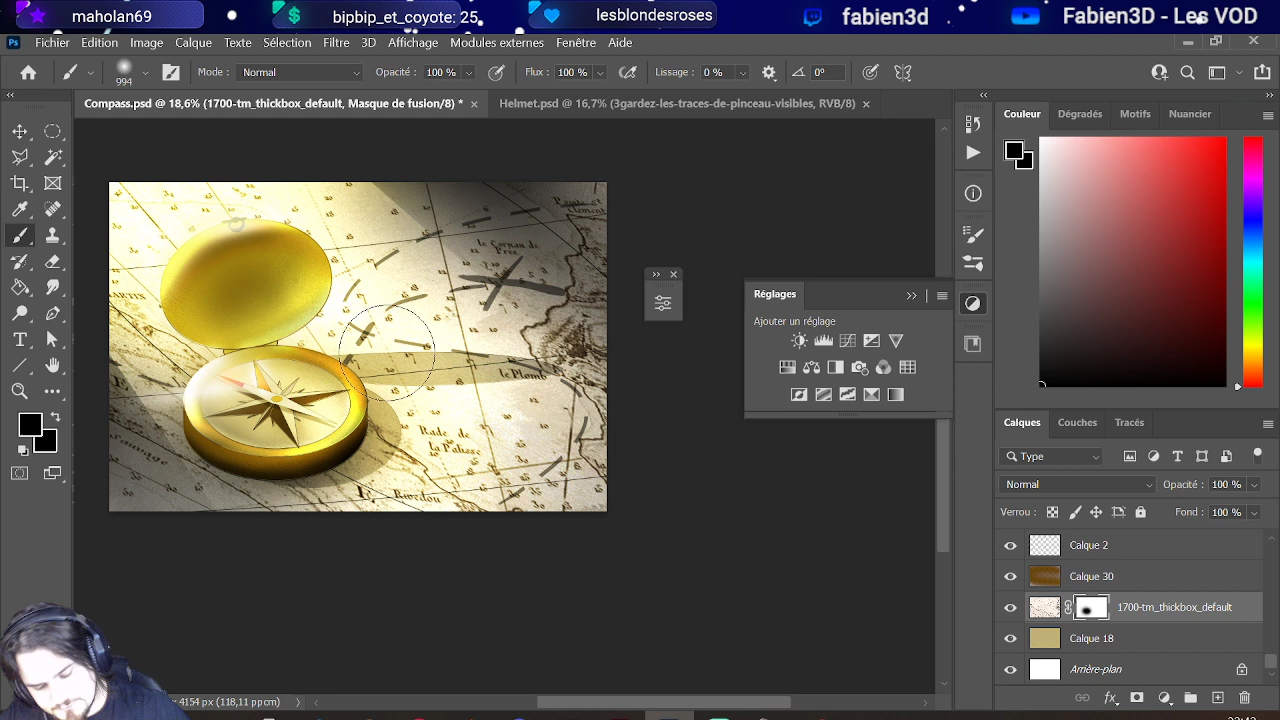 maholan69
bipbip_et_coyote: 25
lesblondesroses
fabien3d
Fabien3D - Les VOD
Ps Fichier Edition Image Calque Texte Sélection Filtre 3D Affichage Modules externes Fenêtre Aide
994 Mode : Normal Opacité : 100 % Flux : 100 % Lissage : 0 % 0°
Compass.psd @ 18,6% (1700-tm_thickbox_default, Masque de fusion/8) * Helmet.psd @ 16,7% (3gardez-les-traces-de-pinceau-visibles, RVB/8)
Couleur Dégradés Motifs Nuancier
Réglages
Ajouter un réglage
le Cornau de
le Plomb
Rade de
la Palisse
Calques Couches Tracés
Type
Normal Opacité : 100 %
Verrou : Fond : 100 %
Calque 2
Calque 30
1700-tm_thickbox_default
Calque 18
Arrière-plan
4154 px (118,11 ppcm)